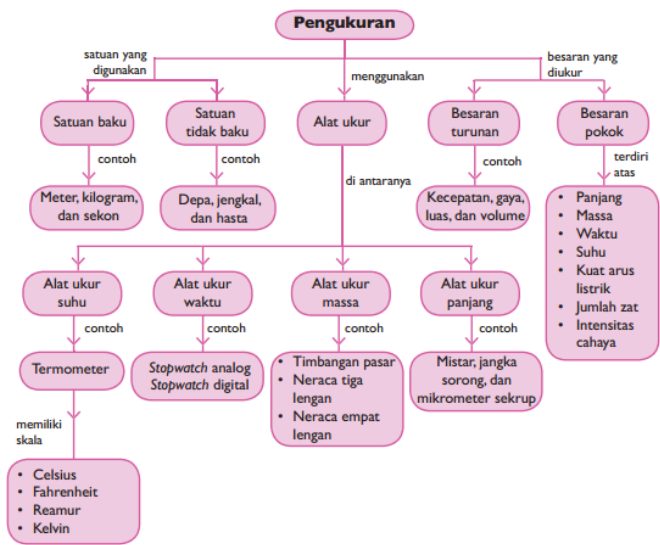 Pengukuran
satuan yang
digunakan
menggunakan
besaran yang
diukur
Satuan baku
Satuan
tidak baku
Alat ukur
Besaran
turunan
Besaran
pokok
contoh
contoh
di antaranya
contoh
terdiri
atas
Meter, kilogram,
dan sekon
Depa, jengkal,
dan hasta
Kecepatan, gaya,
luas, dan volume
• Panjang
• Massa
• Waktu
• Suhu
• Kuat arus
listrik
• Jumlah zat
• Intensitas
cahaya
Alat ukur
suhu
Alat ukur
waktu
Alat ukur
massa
Alat ukur
panjang
contoh
contoh
contoh
contoh
Termometer
Stopwatch analog
Stopwatch digital
• Timbangan pasar
• Neraca tiga
lengan
• Neraca empat
lengan
Mistar, jangka
sorong, dan
mikrometer sekrup
memiliki
skala
• Celsius
• Fahrenheit
• Reamur
• Kelvin